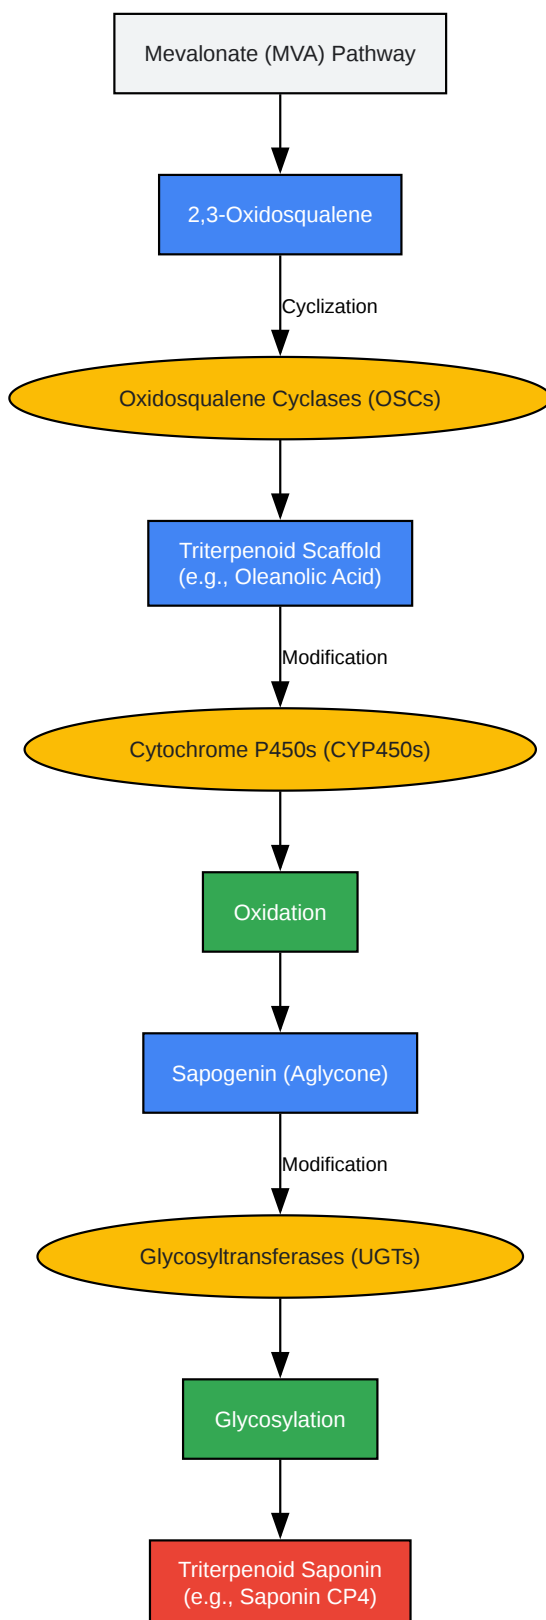 Mevalonate (MVA) Pathway
2,3-Oxidosqualene
Cyclization
Oxidosqualene Cyclases (OSCs)
Triterpenoid Scaffold
(e.g., Oleanolic Acid)
Modification
Cytochrome P450s (CYP450s)
Oxidation
Sapogenin (Aglycone)
Modification
Glycosyltransferases (UGTs)
Glycosylation
Triterpenoid Saponin
(e.g., Saponin CP4)